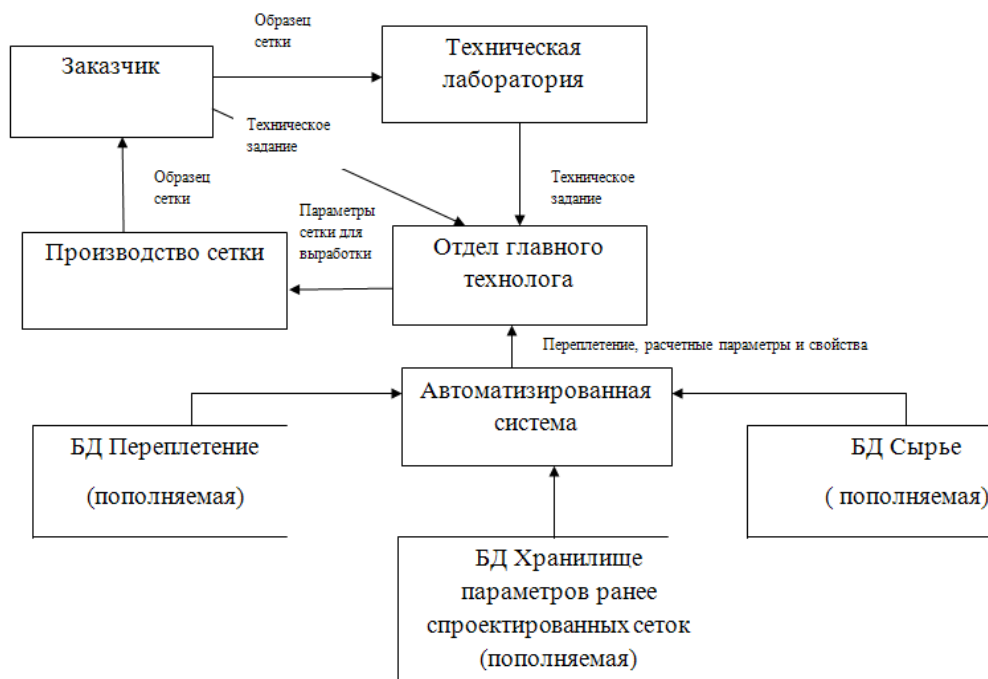 Образец
сетки
Техническая
лаборатория
Заказчик
Техническое
задание
Образец
сетки
Техническое
задание
Параметры
сетки для
выработки
Производство сетки
Отдел главного
технолога
Переплетение, расчетные параметры и свойства
Автоматизированная
система
БД Переплетение
(пополняемая)
БД Сырье
( пополняемая)
БД Хранилище
параметров ранее
спроектированных сеток
(пополняемая)